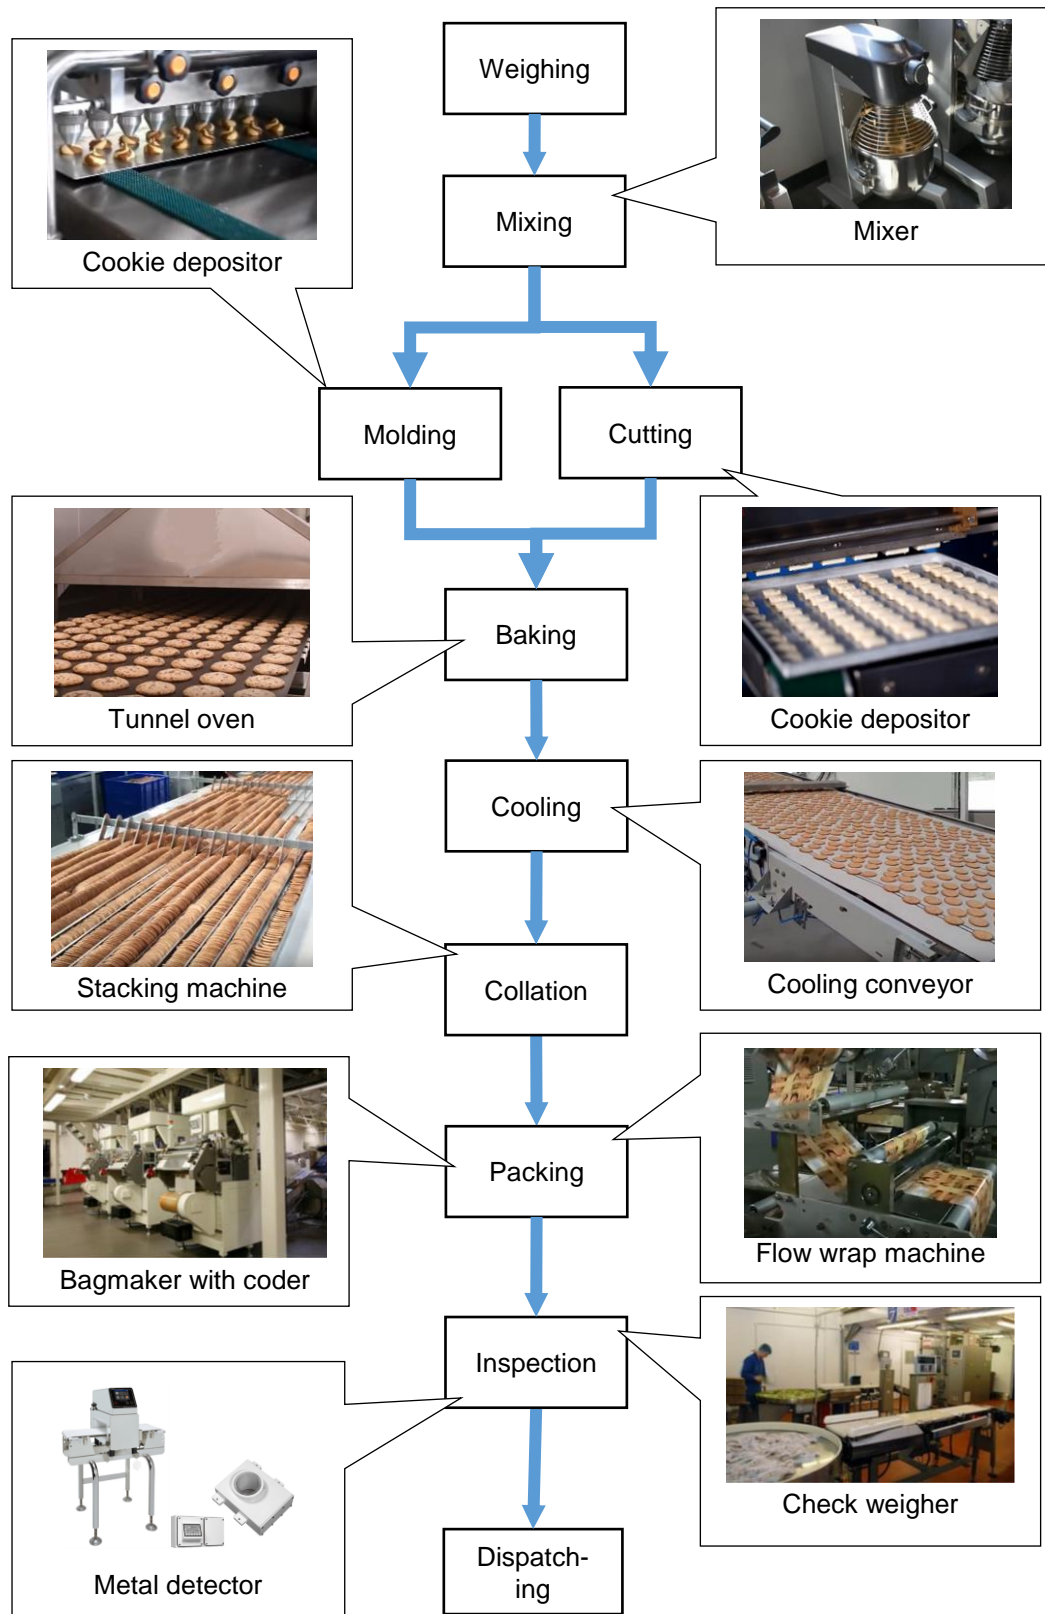 Weighing
Cookie depositor
Mixing
Mixer
Molding
Cutting
Tunnel oven
Baking
Cookie depositor
Stacking machine
Cooling
Cooling conveyor
Collation
Bagmaker with coder
Packing
Flow wrap machine
Inspection
Check weigher
Metal detector
Dispatch-
ing